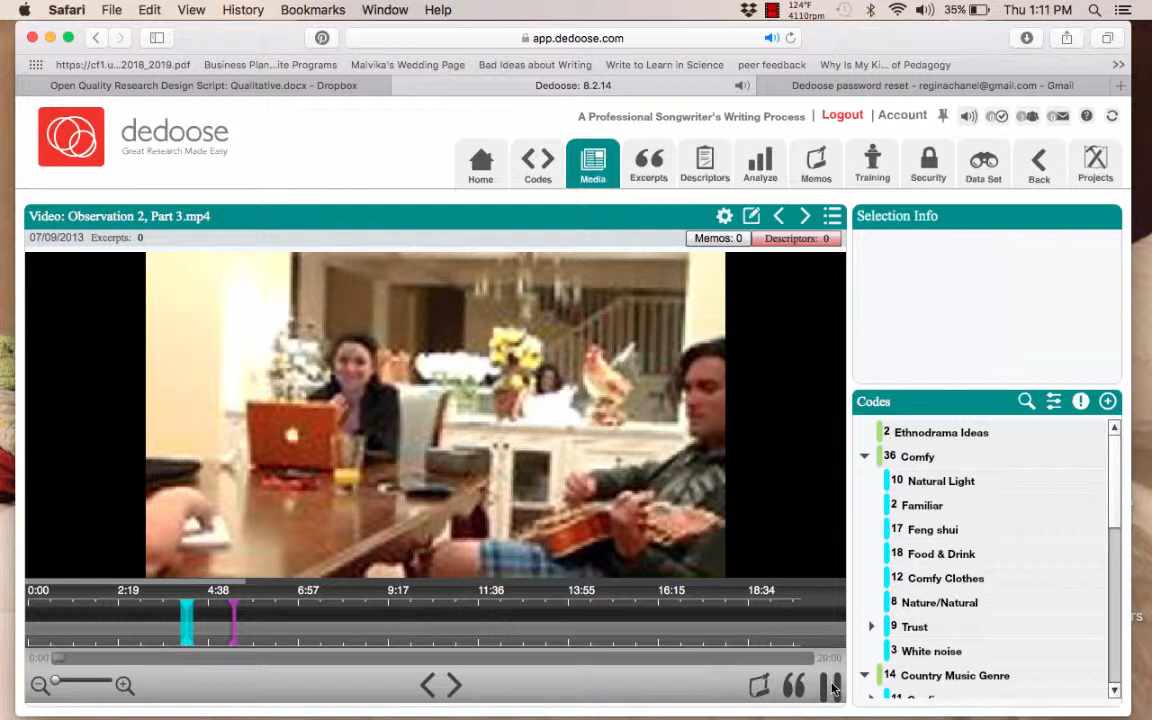 Safari File Edit View History Bookmarks Window Help 124°F 4110rpm 35% Thu 1:11 PM
app.dedoose.com
https://cf1.u...2018_2019.pdf Business Plan...ite Programs Malvika's Wedding Page Bad Ideas about Writing Write to Learn in Science peer feedback Why Is My Ki... of Pedagogy >>
Open Quality Research Design Script: Qualitative.docx - Dropbox Dedoose: 8.2.14 Dedoose password reset - reginachanel@gmail.com - Gmail
dedoose
Great Research Made Easy
A Professional Songwriter's Writing Process | Logout | Account
Home Codes Media Excerpts Descriptors Analyze Memos Training Security Data Set Back Projects
Video: Observation 2, Part 3.mp4
07/09/2013 Excerpts: 0 Memos: 0 Descriptors: 0
0:00 2:19 4:38 6:57 9:17 11:36 13:55 16:15 18:34
0:00 20:00
Selection Info
Codes
2 Ethnodrama Ideas
36 Comfy
10 Natural Light
2 Familiar
17 Feng shui
18 Food & Drink
12 Comfy Clothes
8 Nature/Natural
9 Trust
3 White noise
14 Country Music Genre